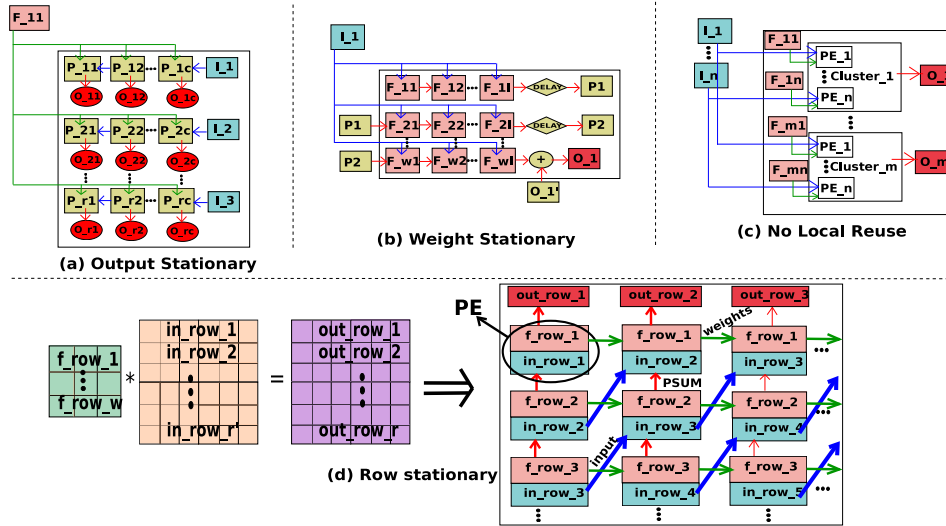 F_11
P_11 P_12 ... P_1c I_1
O_11 O_12 O_1c
P_21 P_22 ... P_2c I_2
O_21 O_22 O_2c
P_r1 P_r2 ... P_rc I_3
O_r1 O_r2 O_rc
(a) Output Stationary
I_1
F_11 F_12 ... F_1l DELAY P1
P1 F_21 F_22 ... F_2l DELAY P2
P2 F_w1 F_w2 ... F_wl + O_1
O_1'
(b) Weight Stationary
I_1
I_n
F_11
PE_1
Cluster_1
F_1n
PE_n
F_m1
PE_1
Cluster_m
F_mn
PE_n
O_m
(c) No Local Reuse
f_row_1
f_row_w
*
in_row_1
in_row_2
in_row_r'
=
out_row_1
out_row_2
out_row_r
PE
out_row_1 out_row_2 out_row_3
weights
f_row_1 f_row_1 f_row_1
in_row_1 in_row_2 in_row_3 ...
PSUM
f_row_2 f_row_2 f_row_2
in_row_2 in_row_3 in_row_4 ...
input
f_row_3 f_row_3 f_row_3
in_row_3 in_row_4 in_row_5 ...
(d) Row stationary